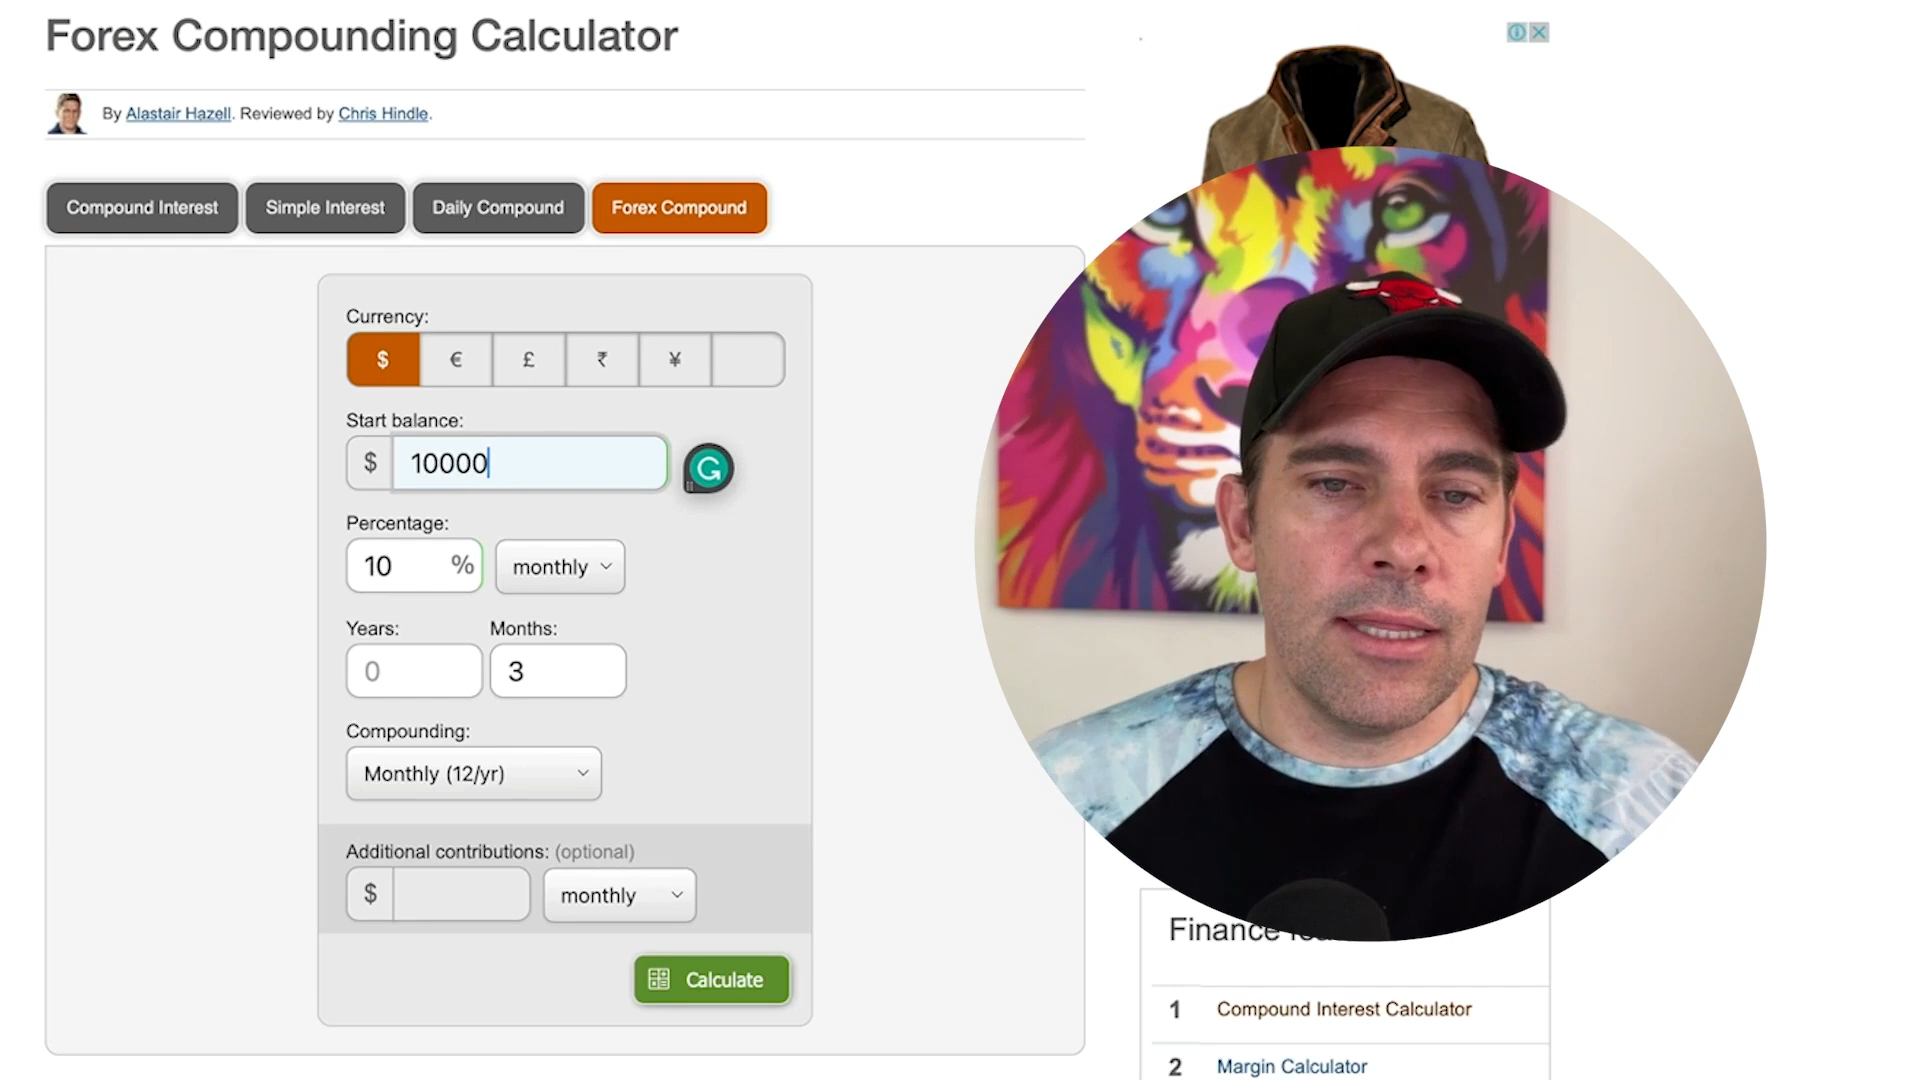 Forex Compounding Calculator
By Alastair Hazell. Reviewed by Chris Hindle.
Compound Interest
Simple Interest
Daily Compound
Forex Compound
Currency:
$ € £ ₹ ¥
Start balance:
$ 10000
Percentage:
10 % monthly
Years: Months:
0 3
Compounding:
Monthly (12/yr)
Additional contributions: (optional)
$ monthly
Calculate
Finance
1 Compound Interest Calculator
2 Margin Calculator